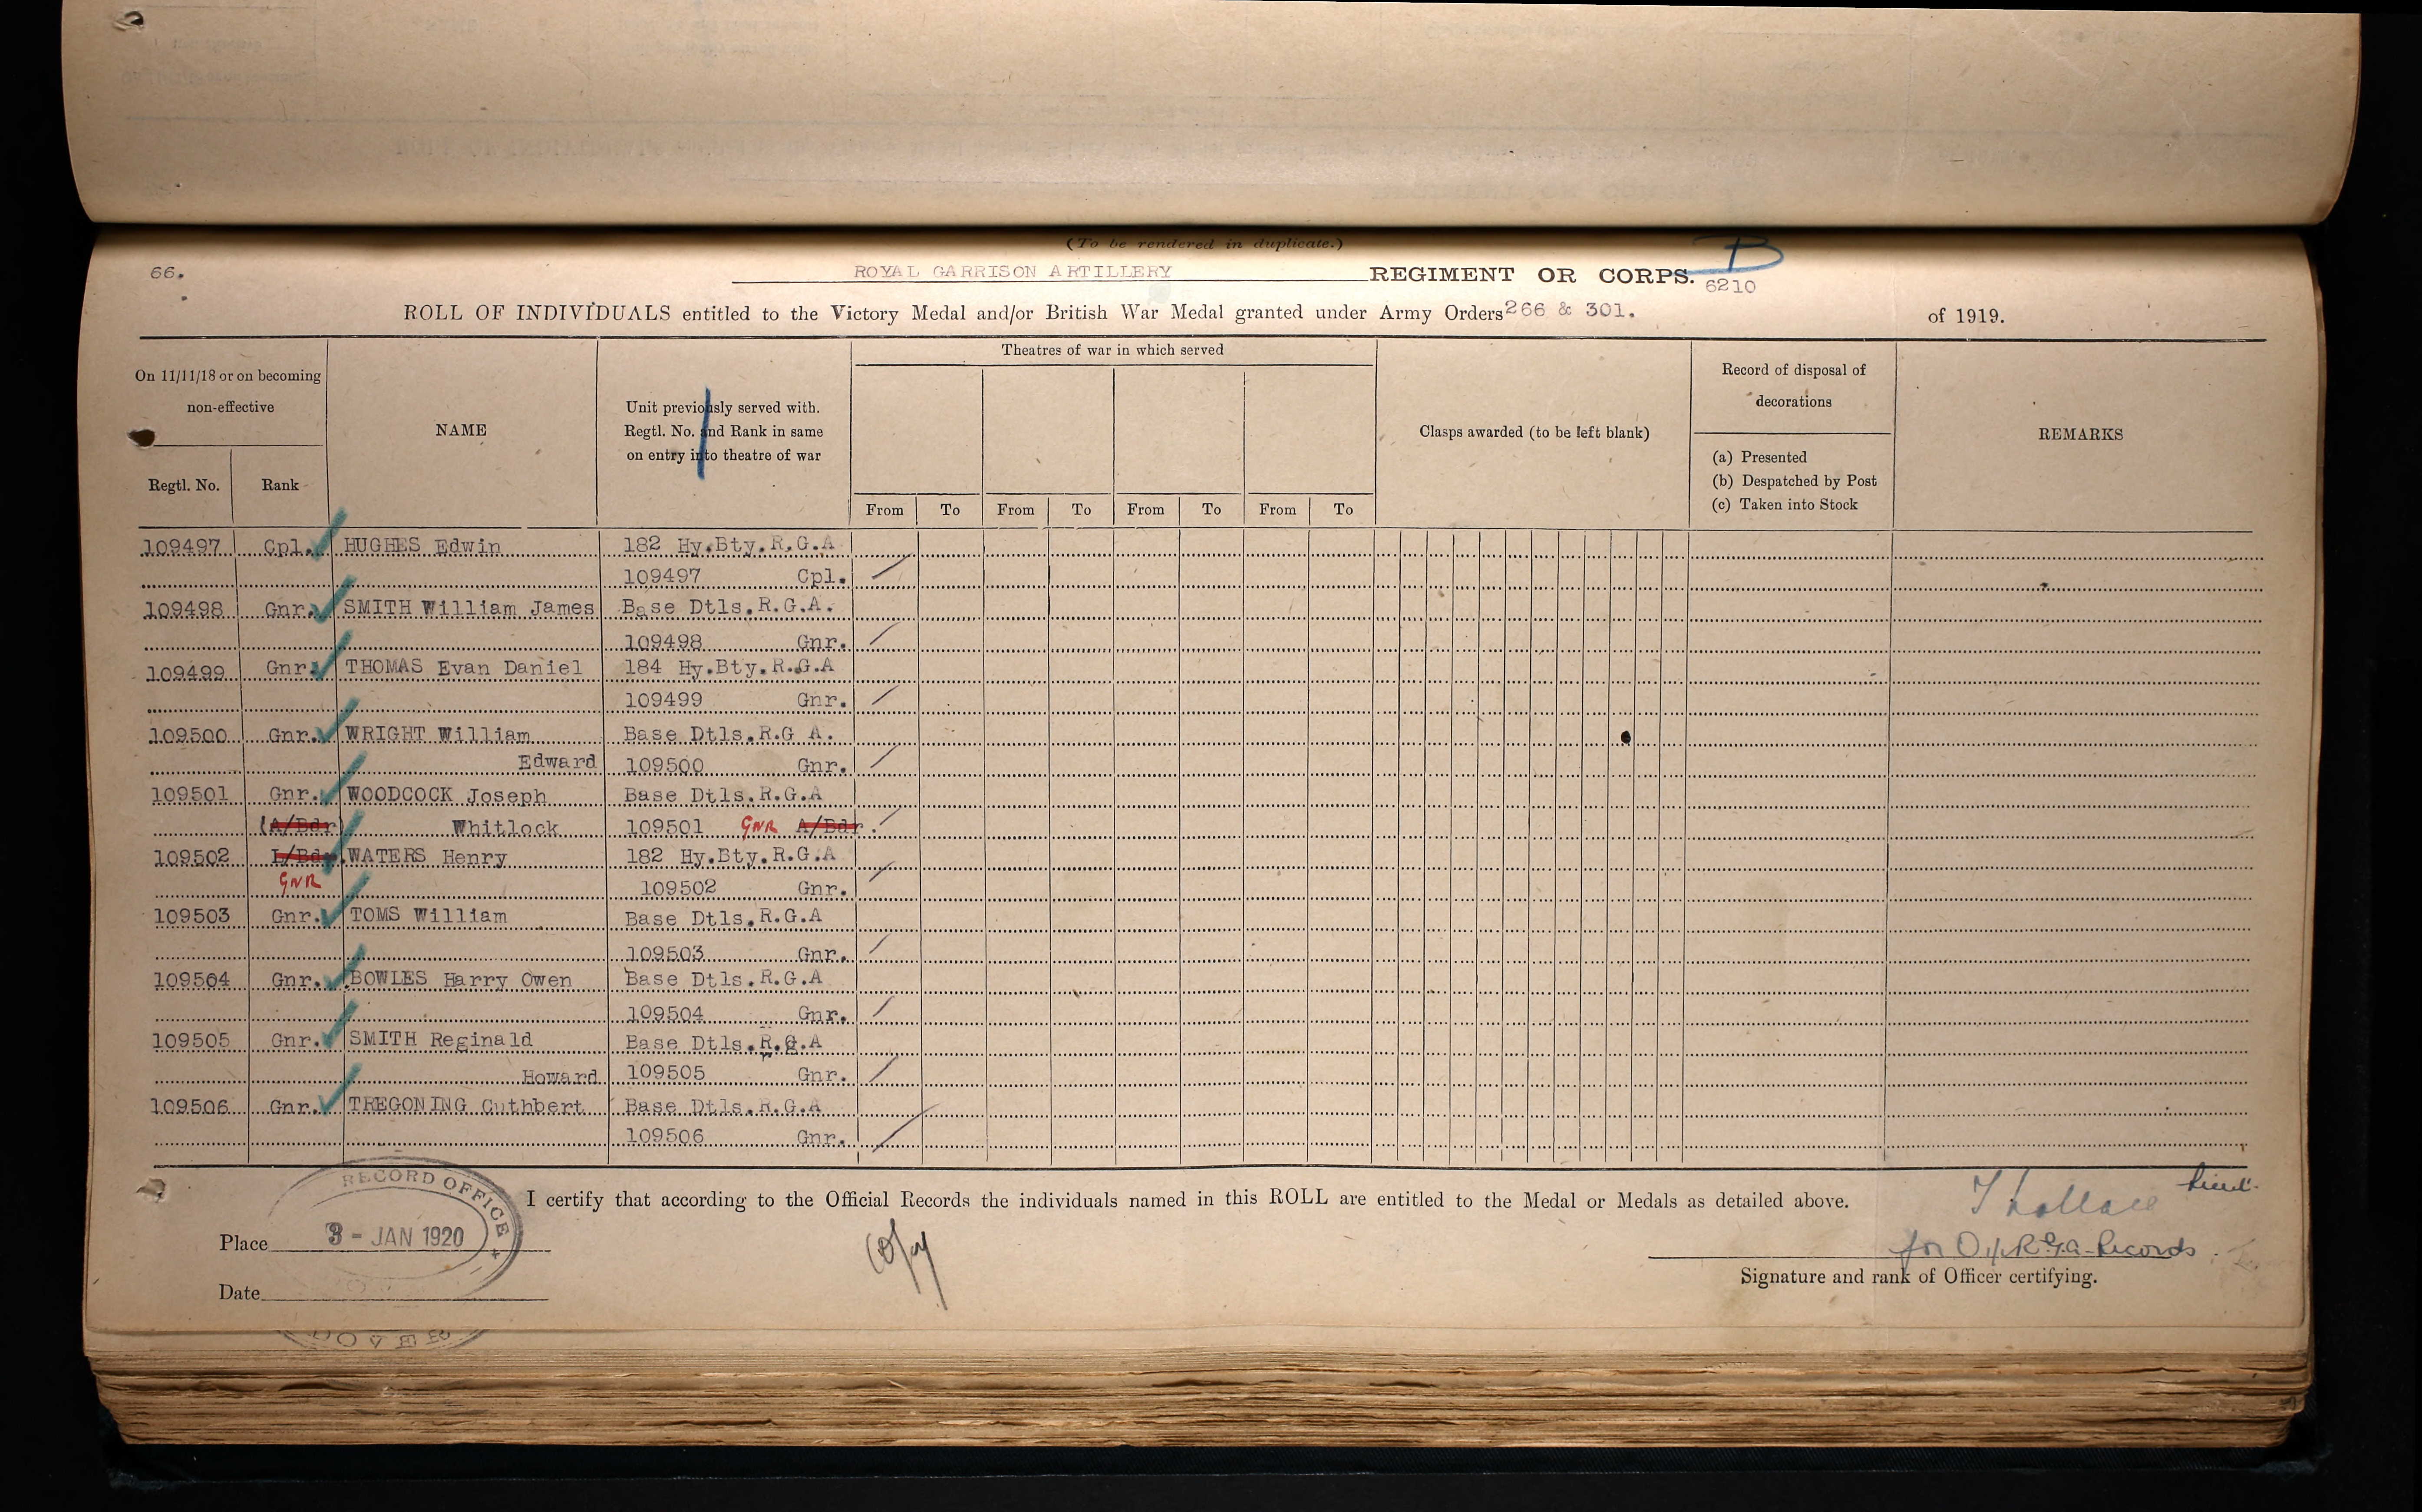 (To be rendered in duplicate.)
66. ROYAL GARRISON ARTILLERY REGIMENT OR CORPS. B
6210
ROLL OF INDIVIDUALS entitled to the Victory Medal and/or British War Medal granted under Army Orders 266 & 301. of 1919.
On 11/11/18 or on becoming non-effective
Regtl. No. Rank
NAME
Unit previously served with. Regtl. No. and Rank in same on entry into theatre of war
Theatres of war in which served
From To From To From To From To
Clasps awarded (to be left blank)
Record of disposal of decorations
(a) Presented
(b) Despatched by Post
(c) Taken into Stock
REMARKS
109497 Cpl. HUGHES Edwin 182 Hy.Bty.R.G.A
109497 Cpl.
109498 Gnr. SMITH William James Base Dtls.R.G.A.
109498 Gnr.
109499 Gnr. THOMAS Evan Daniel 184 Hy.Bty.R.G.A
109499 Gnr.
109500 Gnr. WRIGHT William Base Dtls.R.G A.
Edward 109500 Gnr.
109501 Gnr. WOODCOCK Joseph Base Dtls.R.G.A
(A/Bdr) Whitlock 109501 GNR A/Bdr.
109502 L/Bdr. WATERS Henry 182 Hy.Bty.R.G.A
GNR 109502 Gnr.
109503 Gnr. TOMS William Base Dtls.R.G.A
109503 Gnr.
109504 Gnr. BOWLES Harry Owen Base Dtls.R.G.A
109504 Gnr.
109505 Gnr. SMITH Reginald Base Dtls.R.G.A
Howard 109505 Gnr.
109506 Gnr. TREGONING Cuthbert Base Dtls.R.G.A
109506 Gnr.
I certify that according to the Official Records the individuals named in this ROLL are entitled to the Medal or Medals as detailed above.
RECORD OFFICE
3 - JAN 1920
DOVER
Place
Date
Copy
Lieut.
for O i/c R.G.A. Records
Signature and rank of Officer certifying.